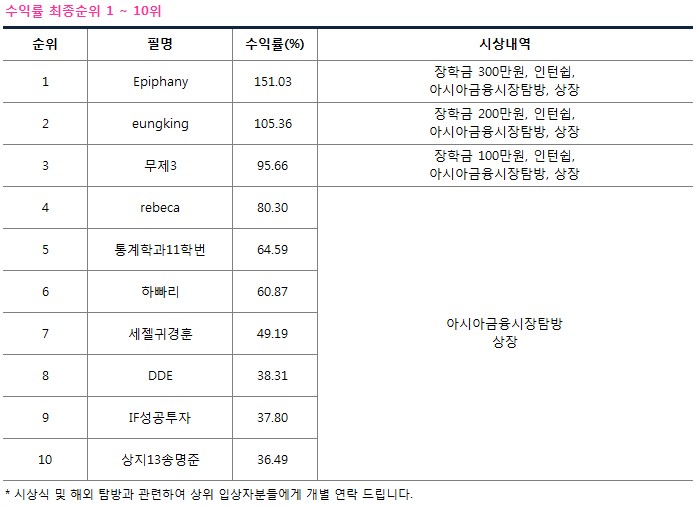 수익률 최종순위 1 ~ 10위
순위 필명 수익률(%) 시상내역
1 Epiphany 151.03 장학금 300만원, 인턴쉽,
아시아금융시장탐방, 상장
2 eungking 105.36 장학금 200만원, 인턴쉽,
아시아금융시장탐방, 상장
3 무제3 95.66 장학금 100만원, 인턴쉽,
아시아금융시장탐방, 상장
4 rebeca 80.30
5 통계학과11학번 64.59
6 하빠리 60.87
7 세젤귀경훈 49.19
8 DDE 38.31
9 IF성공투자 37.80
10 상지13송명준 36.49
아시아금융시장탐방
상장
* 시상식 및 해외 탐방과 관련하여 상위 입상자분들에게 개별 연락 드립니다.